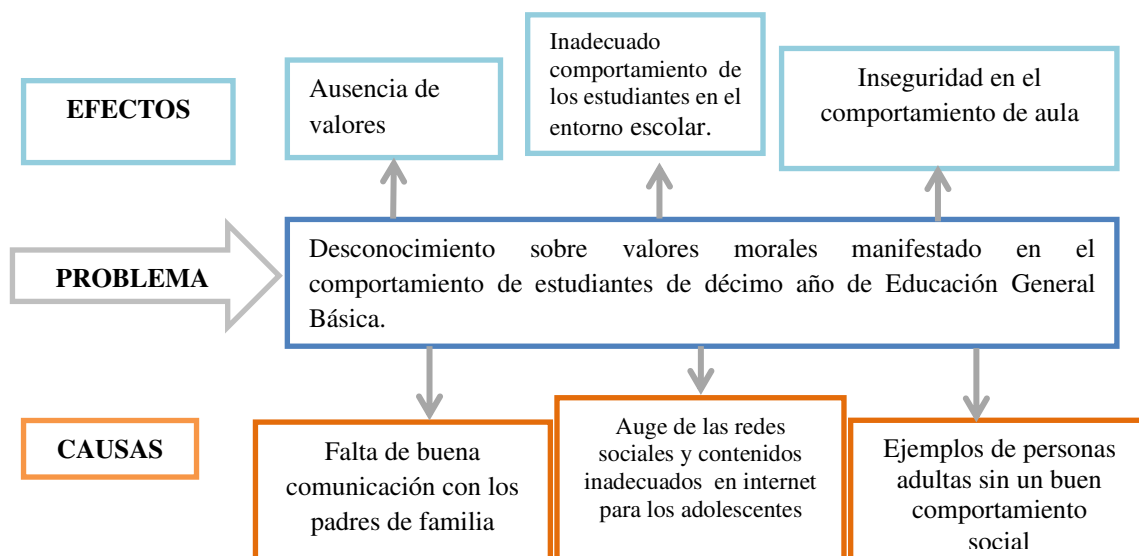 EFECTOS
Ausencia de
valores
Inadecuado
comportamiento de
los estudiantes en el
entorno escolar.
Inseguridad en el
comportamiento de aula
PROBLEMA
Desconocimiento sobre valores morales manifestado en el
comportamiento de estudiantes de décimo año de Educación General
Básica.
CAUSAS
Falta de buena
comunicación con los
padres de familia
Auge de las redes
sociales y contenidos
inadecuados en internet
para los adolescentes
Ejemplos de personas
adultas sin un buen
comportamiento
social